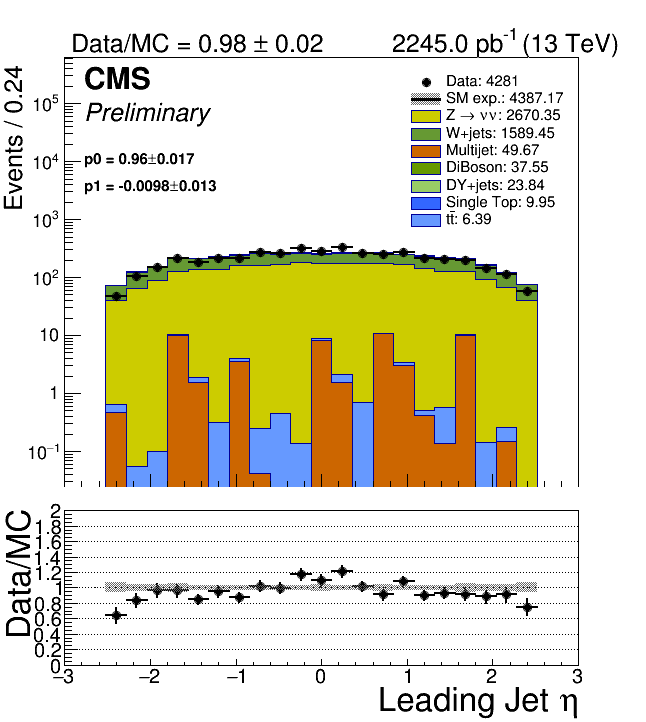 Data/MC = 0.98 ± 0.02 2245.0 pb⁻¹ (13 TeV)
CMS
Preliminary
p0 = 0.96±0.017
p1 = -0.0098±0.013
Data: 4281
SM exp.: 4387.17
Z → νν: 2670.35
W+jets: 1589.45
Multijet: 49.67
DiBoson: 37.55
DY+jets: 23.84
Single Top: 9.95
tt̄: 6.39
Events / 0.24
10⁵
10⁴
10³
10²
10
1
10⁻¹
Data/MC
2
1.8
1.6
1.4
1.2
1
0.8
0.6
0.4
0.2
0
−3 −2 −1 0 1 2 3
Leading Jet η